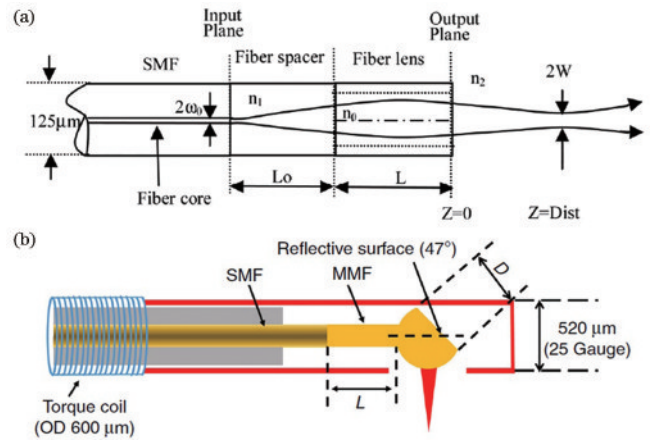 (a)
Input
Plane
Output
Plane
SMF
Fiber spacer
Fiber lens
n₁
n₂
2W
125μm
2ω₀
n₀
Fiber core
Lo
L
Z=0
Z=Dist
(b)
Reflective surface (47°)
SMF
MMF
D
520 μm
(25 Gauge)
L
Torque coil
(OD 600 μm)